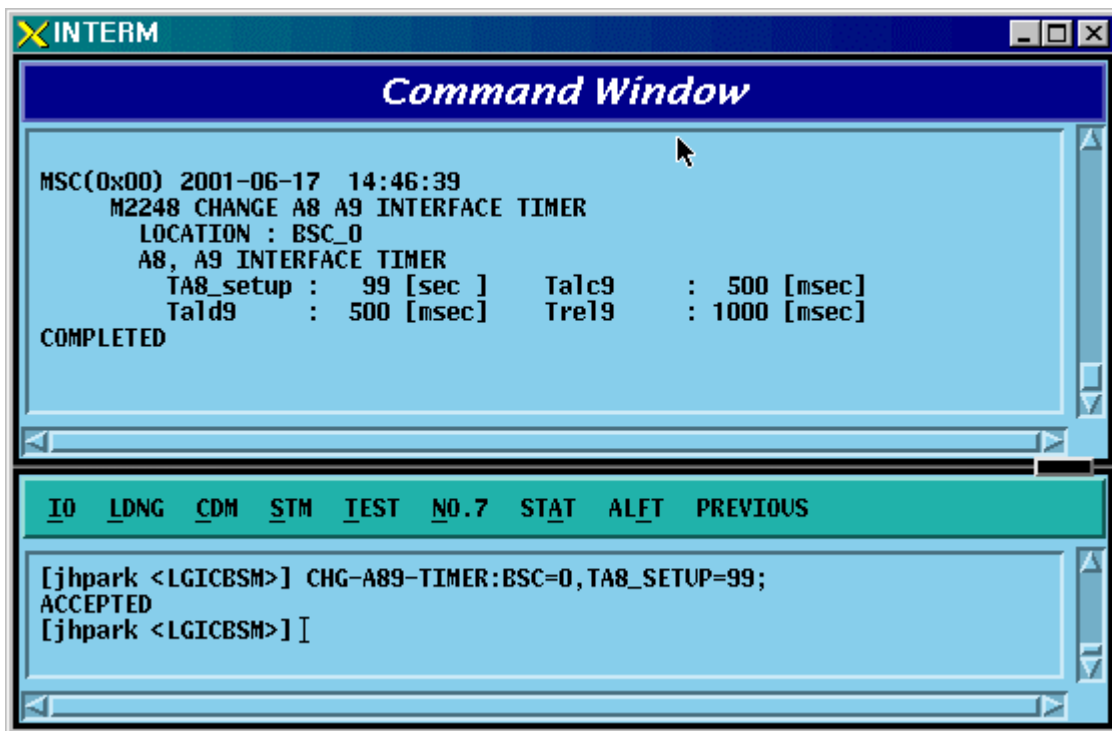 INTERM
Command Window
MSC(0x00) 2001-06-17 14:46:39
M2248 CHANGE A8 A9 INTERFACE TIMER
LOCATION : BSC_0
A8, A9 INTERFACE TIMER
TA8_setup : 99 [sec ] Talc9 : 500 [msec]
Tald9 : 500 [msec] Trel9 : 1000 [msec]
COMPLETED
IO LDNG CDM STM TEST NO.7 STAT ALFT PREVIOUS
[jhpark <LGICBSM>] CHG-A89-TIMER:BSC=0,TA8_SETUP=99;
ACCEPTED
[jhpark <LGICBSM>]